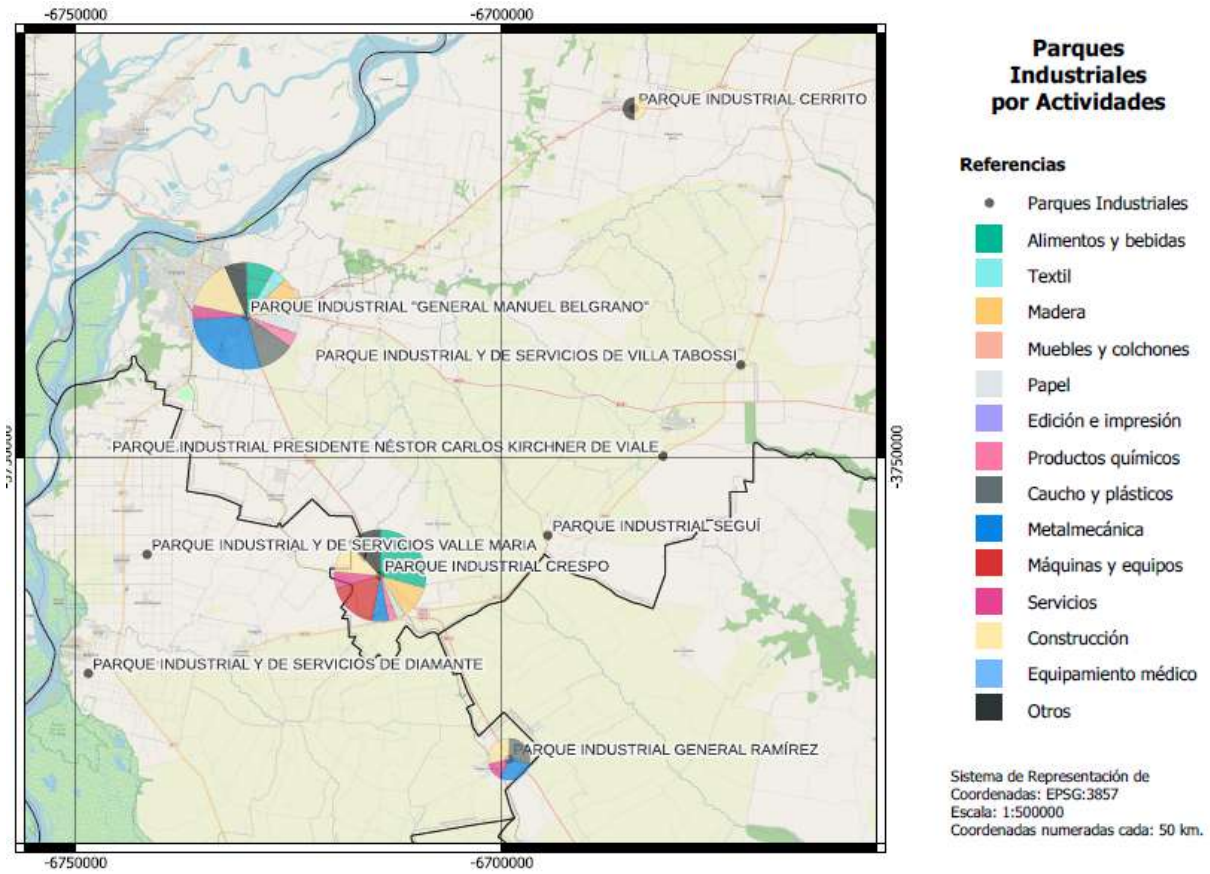 -6750000
-6700000
PARQUE INDUSTRIAL CERRITO
PARQUE INDUSTRIAL "GENERAL MANUEL BELGRANO"
PARQUE INDUSTRIAL Y DE SERVICIOS DE VILLA TABOSSI
PARQUE INDUSTRIAL PRESIDENTE NÉSTOR CARLOS KIRCHNER DE VIALE
-3750000
-3750000
PARQUE INDUSTRIAL SEGUÍ
PARQUE INDUSTRIAL Y DE SERVICIOS VALLE MARIA
PARQUE INDUSTRIAL CRESPO
PARQUE INDUSTRIAL Y DE SERVICIOS DE DIAMANTE
PARQUE INDUSTRIAL GENERAL RAMÍREZ
-6750000
-6700000
Parques
Industriales
por Actividades
Referencias
Parques Industriales
Alimentos y bebidas
Textil
Madera
Muebles y colchones
Papel
Edición e impresión
Productos químicos
Caucho y plásticos
Metalmecánica
Máquinas y equipos
Servicios
Construcción
Equipamiento médico
Otros
Sistema de Representación de
Coordenadas: EPSG:3857
Escala: 1:500000
Coordenadas numeradas cada: 50 km.